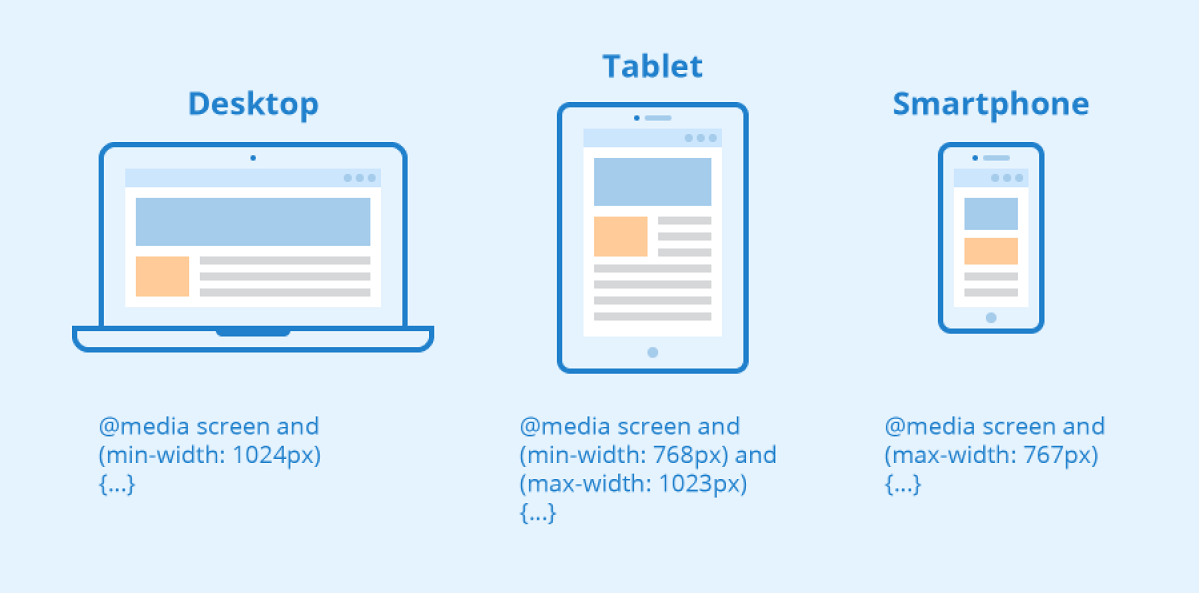 Desktop
@media screen and
(min-width: 1024px)
{...}
Tablet
@media screen and
(min-width: 768px) and
(max-width: 1023px)
{...}
Smartphone
@media screen and
(max-width: 767px)
{...}